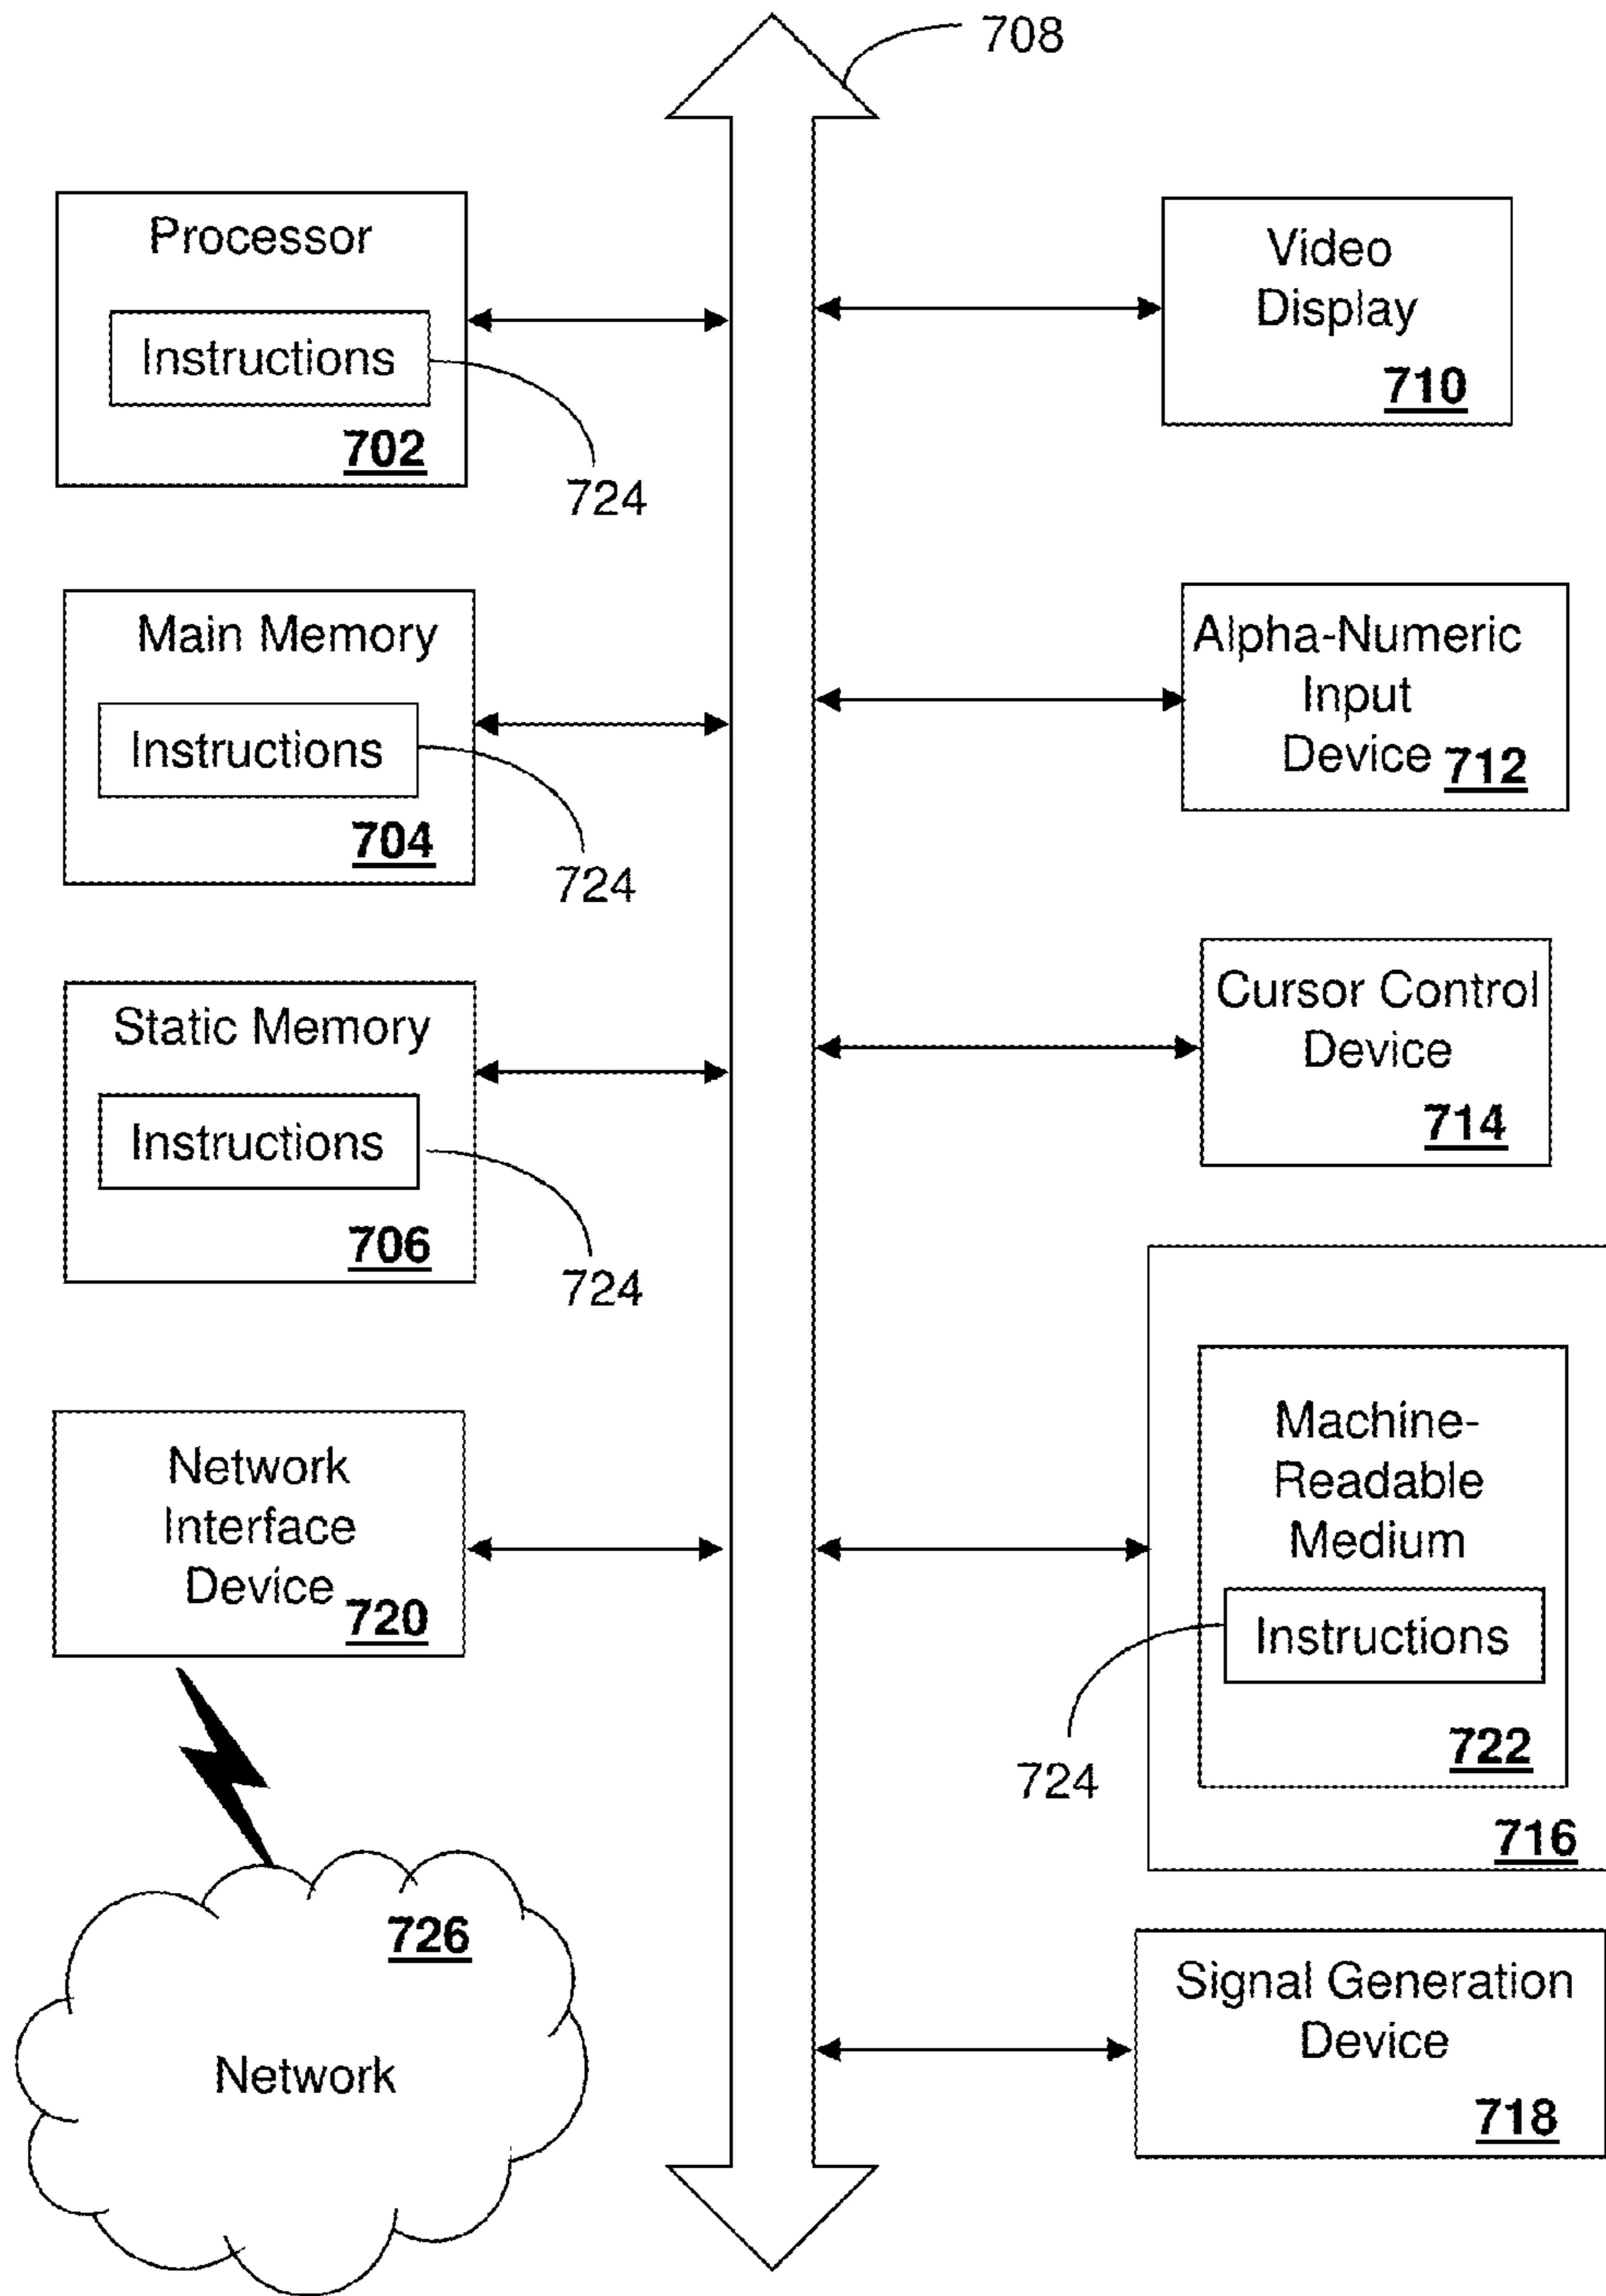 708
Processor
Instructions
702
724
Main Memory
Instructions
704
724
Static Memory
Instructions
706
724
Network
Interface
Device
720
726
Network
Video
Display
710
Alpha-Numeric
Input
Device 712
Cursor Control
Device
714
Machine-
Readable
Medium
Instructions
722
724
716
Signal Generation
Device
718